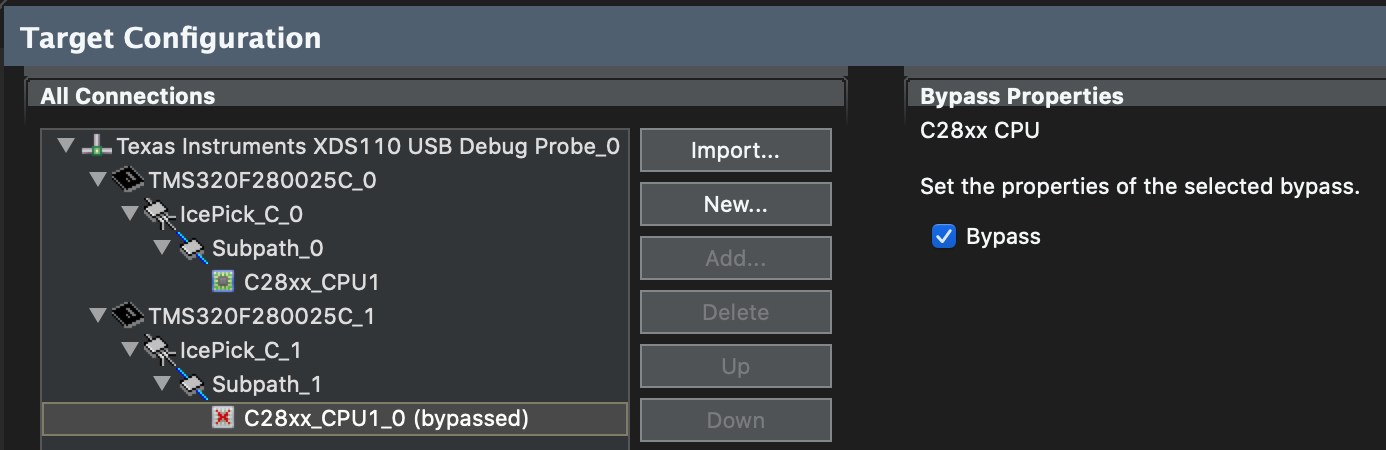 Target Configuration
All Connections
Texas Instruments XDS110 USB Debug Probe_0
TMS320F280025C_0
IcePick_C_0
Subpath_0
C28xx_CPU1
TMS320F280025C_1
IcePick_C_1
Subpath_1
C28xx_CPU1_0 (bypassed)
Import...
New...
Add...
Delete
Up
Down
Bypass Properties
C28xx CPU
Set the properties of the selected bypass.
Bypass